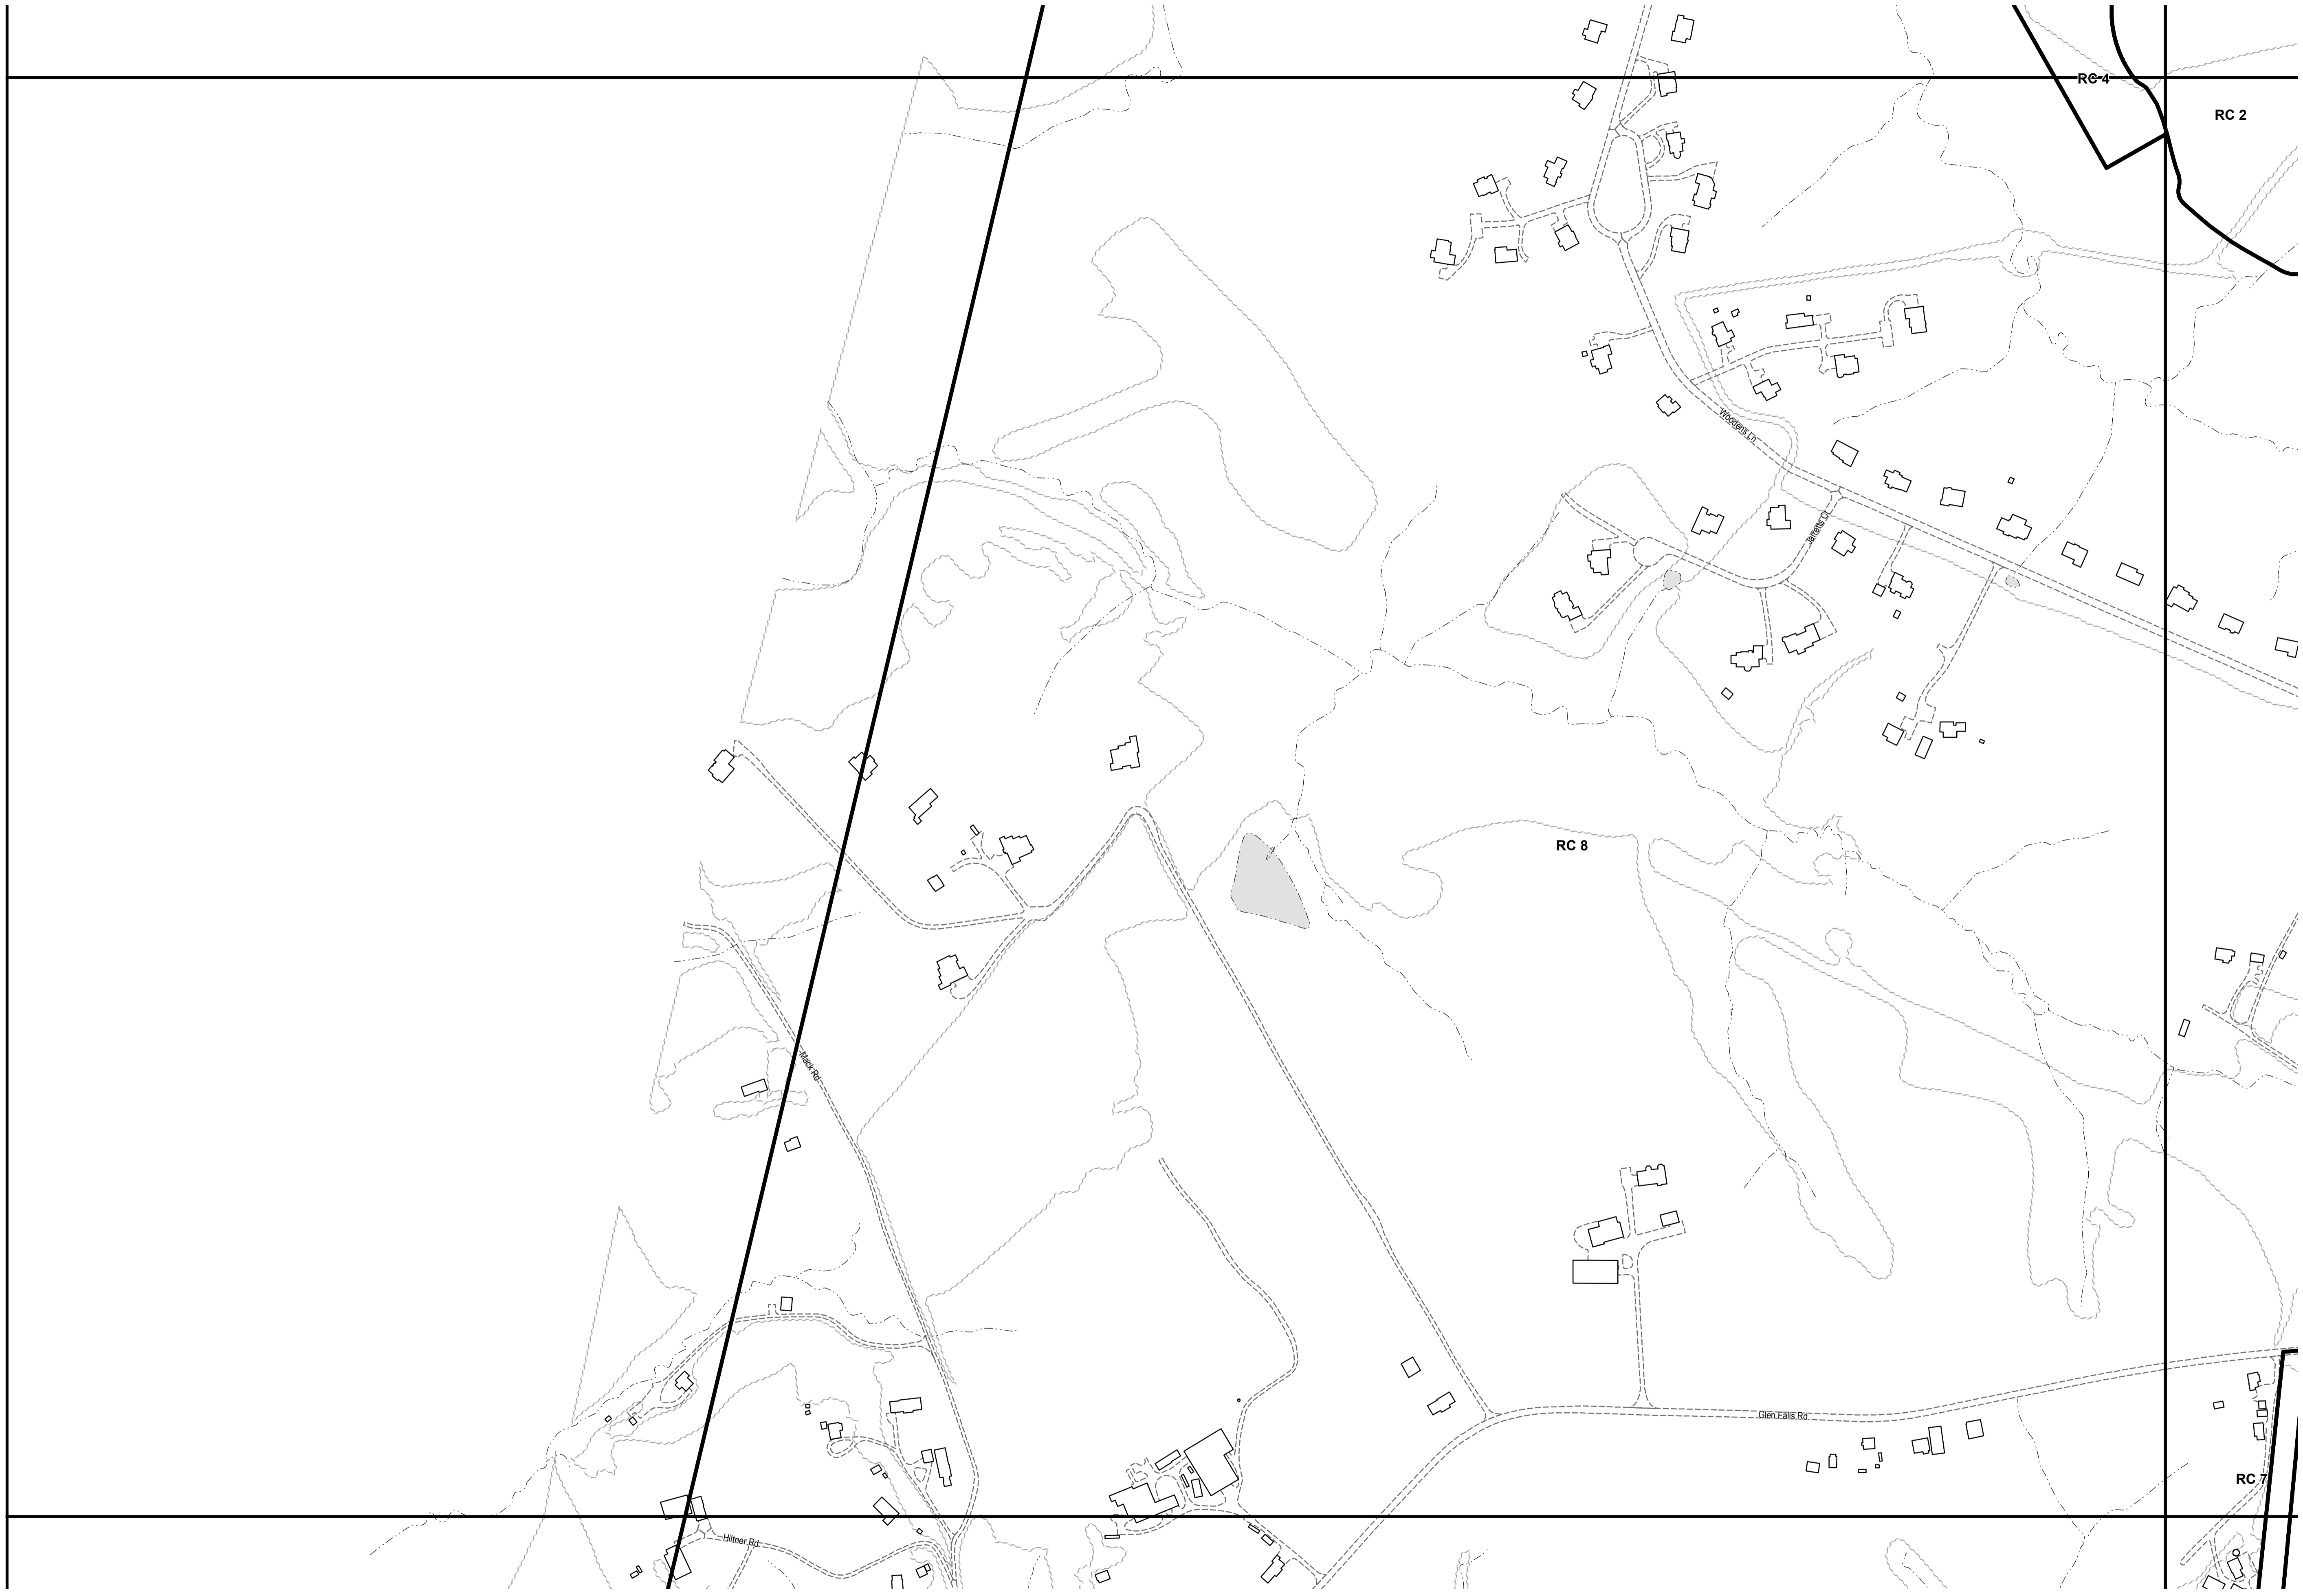 RC 4
RC 2
Woodens Ln
Jarretts Ct
RC 8
Mack Rd
Glen Falls Rd
RC 7
Hiltner Rd